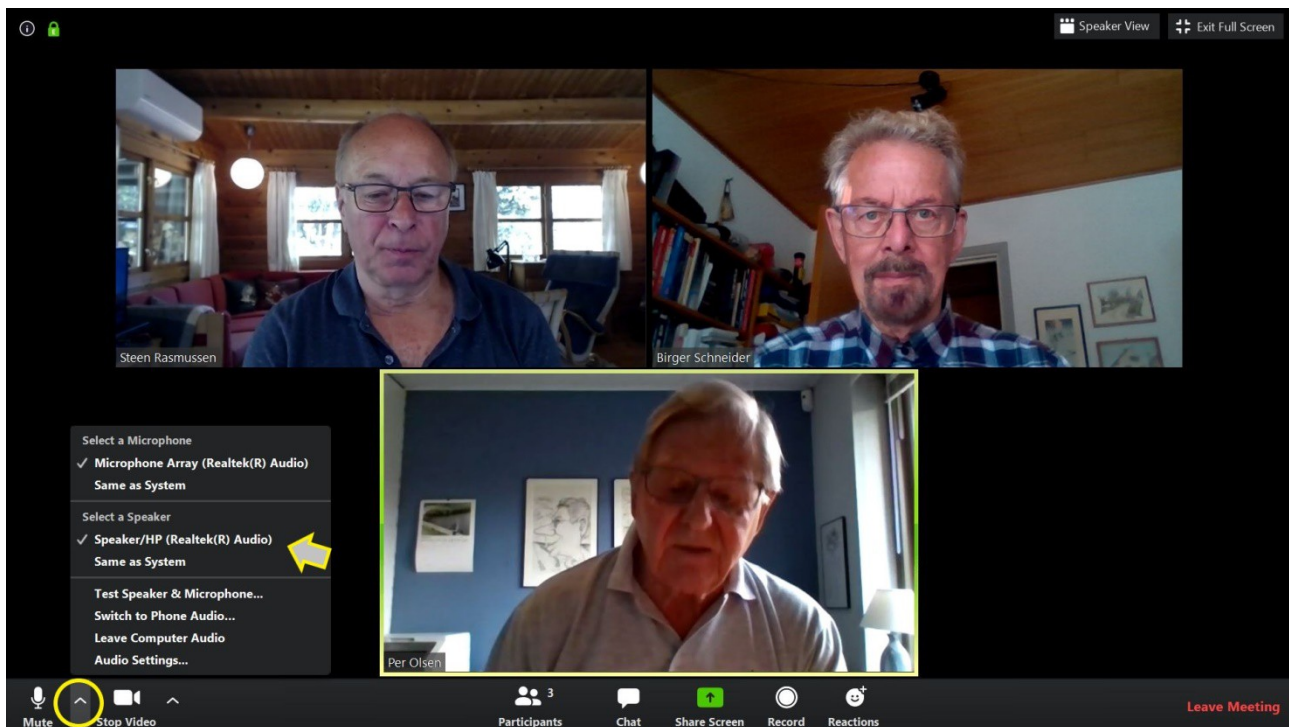 Speaker View
Exit Full Screen
Steen Rasmussen
Birger Schneider
Select a Microphone
Microphone Array (Realtek(R) Audio)
Same as System
Select a Speaker
Speaker/HP (Realtek(R) Audio)
Same as System
Test Speaker & Microphone...
Switch to Phone Audio...
Leave Computer Audio
Audio Settings...
Per Olsen
Mute
Stop Video
3
Participants
Chat
Share Screen
Record
Reactions
Leave Meeting